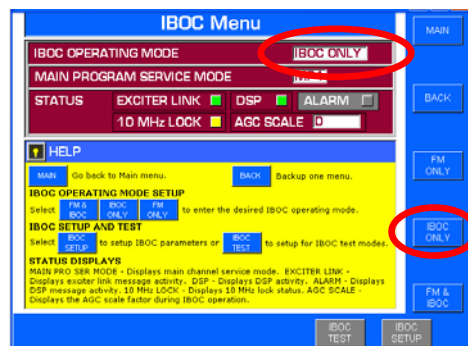 IBOC Menu
MAIN
IBOC OPERATING MODE IBOC ONLY
MAIN PROGRAM SERVICE MODE
STATUS EXCITER LINK DSP ALARM
BACK
10 MHz LOCK AGC SCALE 0
HELP
MAIN Go back to Main menu. BACK Backup one menu.
FM ONLY
IBOC OPERATING MODE SETUP
Select FM & IBOC IBOC ONLY FM ONLY to enter the desired IBOC operating mode.
IBOC SETUP AND TEST
IBOC ONLY
Select IBOC SETUP to setup IBOC parameters or IBOC TEST to setup for IBOC test modes.
STATUS DISPLAYS
MAIN PRO SER MODE - Displays main channel service mode. EXCITER LINK -
Displays exciter link message activity. DSP - Displays DSP activity. ALARM - Displays
DSP message activity. 10 MHz LOCK - Displays 10 MHz lock status. AGC SCALE -
Displays the AGC scale factor during IBOC operation.
FM & IBOC
IBOC TEST
IBOC SETUP